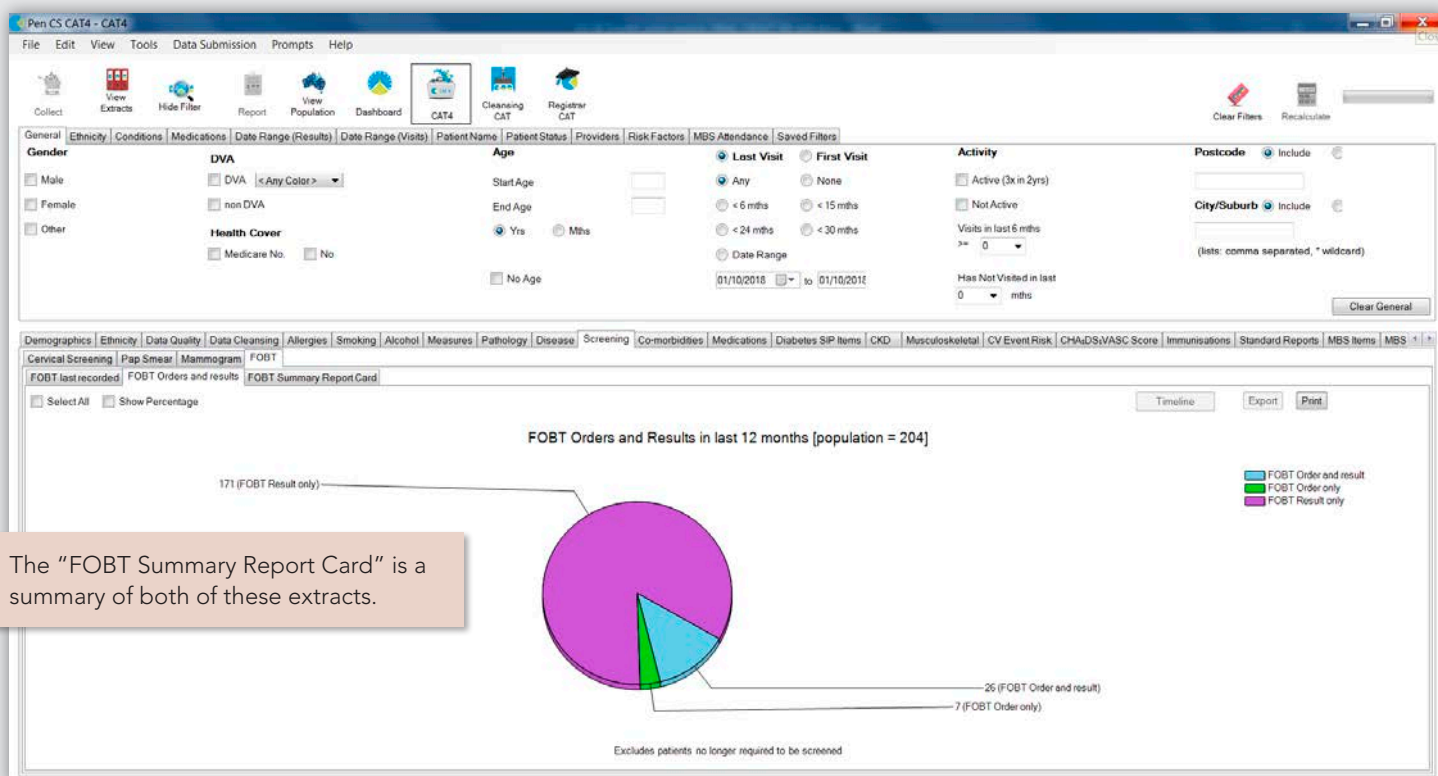 Pen CS CAT4 - CAT4
File Edit View Tools Data Submission Prompts Help
Clos
Collect
View Extracts
Hide Filter
Report
View Population
Dashboard
CAT4
Cleansing CAT
Registrar CAT
Clear Filters
Recalculate
General Ethnicity Conditions Medications Date Range (Results) Date Range (Visits) Patient Name Patient Status Providers Risk Factors MBS Attendance Saved Filters
Gender
Male
Female
Other
DVA
DVA <Any Color>
non DVA
Health Cover
Medicare No. No
Age
Start Age
End Age
Yrs Mths
No Age
Last Visit First Visit
Any None
< 6 mths < 15 mths
< 24 mths < 30 mths
Date Range
01/10/2018 to 01/10/2018
Activity
Active (3x in 2yrs)
Not Active
Visits in last 6 mths
>= 0
Has Not Visited in last
0 mths
Postcode Include
City/Suburb Include
(lists: comma separated, * wildcard)
Clear General
Demographics Ethnicity Data Quality Data Cleansing Allergies Smoking Alcohol Measures Pathology Disease Screening Co-morbidities Medications Diabetes SIP Items CKD Musculoskeletal CV Event Risk CHA₂DS₂VASC Score Immunisations Standard Reports MBS Items MBS
Cervical Screening Pap Smear Mammogram FOBT
FOBT last recorded FOBT Orders and results FOBT Summary Report Card
Select All Show Percentage
Timeline Export Print
FOBT Orders and Results in last 12 months [population = 204]
FOBT Order and result
FOBT Order only
FOBT Result only
171 (FOBT Result only)
The “FOBT Summary Report Card” is a
summary of both of these extracts.
26 (FOBT Order and result)
7 (FOBT Order only)
Excludes patients no longer required to be screened